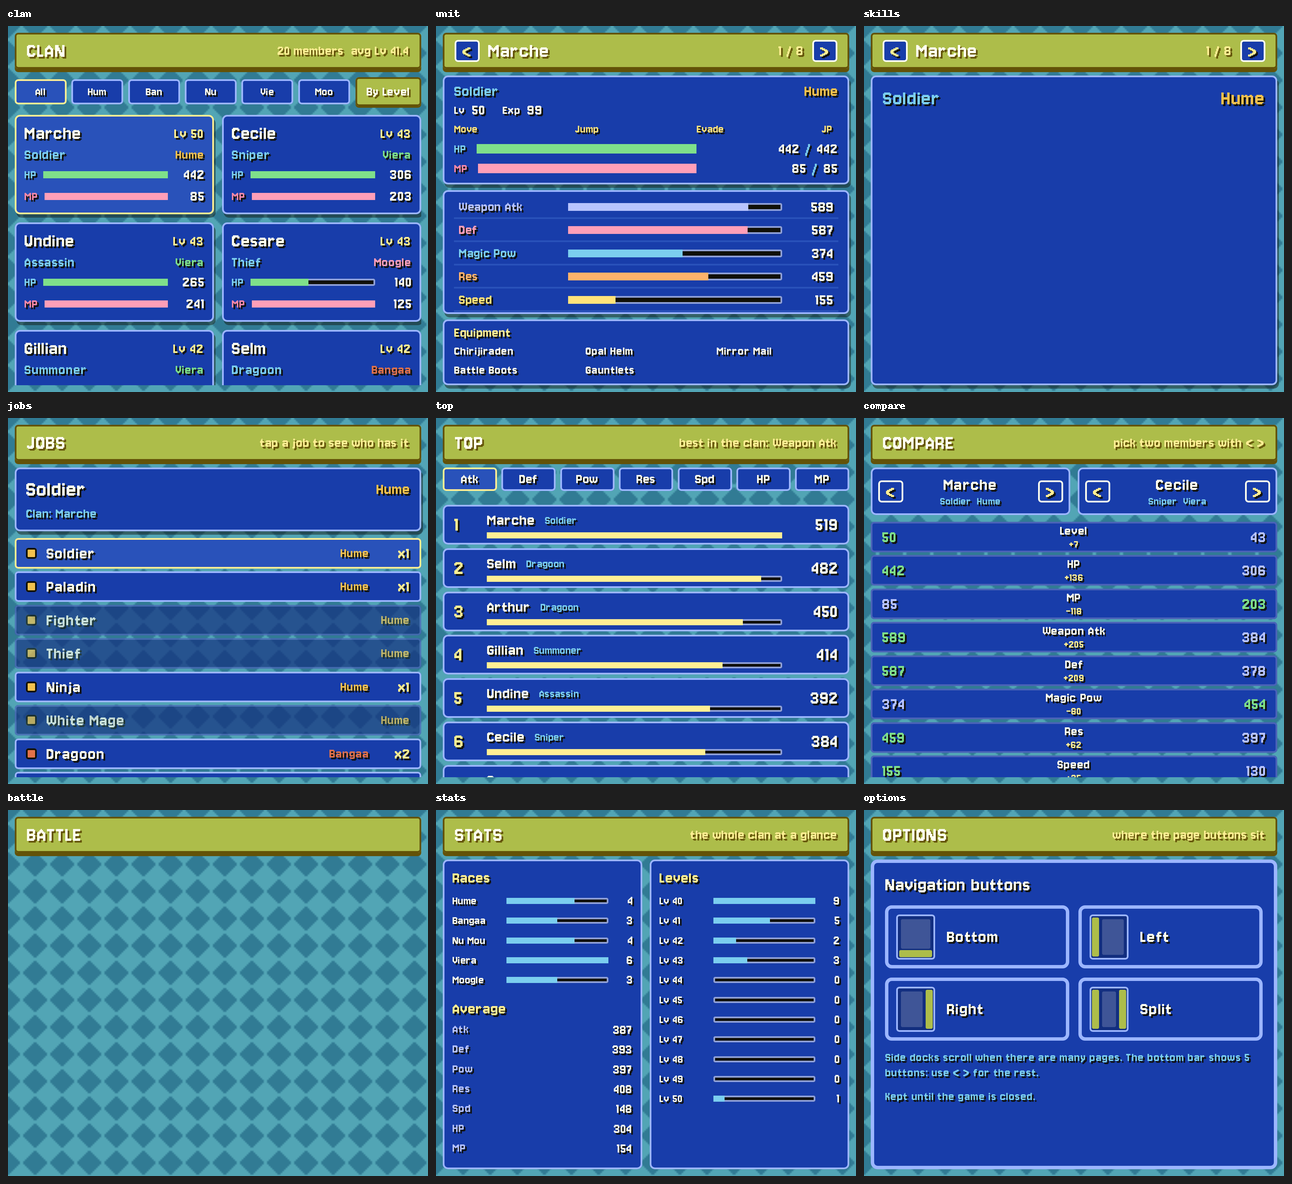 clan
CLAN
20 members avg Lv 41.4
All Hum Ban Nu Vie Moo By Level
Marche Lv 50
Soldier Hume
HP 442
MP 85
Cecile Lv 43
Sniper Viera
HP 306
MP 203
Undine Lv 43
Assassin Viera
HP 265
MP 241
Cesare Lv 43
Thief Moogle
HP 140
MP 125
Gillian Lv 42
Summoner Viera
Selm Lv 42
Dragoon Bangaa
unit
< Marche 1 / 8 >
Soldier Hume
Lv 50 Exp 99
Move Jump Evade JP
HP 442 / 442
MP 85 / 85
Weapon Atk 589
Def 587
Magic Pow 374
Res 459
Speed 155
Equipment
Chirijiraden Opal Helm Mirror Mail
Battle Boots Gauntlets
skills
< Marche 1 / 8 >
Soldier Hume
jobs
JOBS
tap a job to see who has it
Soldier Hume
Clan: Marche
Soldier Hume x1
Paladin Hume x1
Fighter Hume
Thief Hume
Ninja Hume x1
White Mage Hume
Dragoon Bangaa x2
top
TOP
best in the clan: Weapon Atk
Atk Def Pow Res Spd HP MP
1 Marche Soldier 519
2 Selm Dragoon 482
3 Arthur Dragoon 450
4 Gillian Summoner 414
5 Undine Assassin 392
6 Cecile Sniper 384
compare
COMPARE
pick two members with < >
< Marche >
Soldier Hume
< Cecile >
Sniper Viera
50 Level 43
+7
442 HP 306
+136
85 MP 203
-118
589 Weapon Atk 384
+205
587 Def 378
+209
374 Magic Pow 454
-80
459 Res 397
+62
155 Speed 130
battle
BATTLE
stats
STATS
the whole clan at a glance
Races
Hume 4
Bangaa 3
Nu Mou 4
Viera 6
Moogle 3
Average
Atk 387
Def 393
Pow 397
Res 408
Spd 148
HP 304
MP 154
Levels
Lv 40 9
Lv 41 5
Lv 42 2
Lv 43 3
Lv 44 0
Lv 45 0
Lv 46 0
Lv 47 0
Lv 48 0
Lv 49 0
Lv 50 1
options
OPTIONS
where the page buttons sit
Navigation buttons
Bottom Left
Right Split
Side docks scroll when there are many pages. The bottom bar shows 5
buttons: use < > for the rest.
Kept until the game is closed.